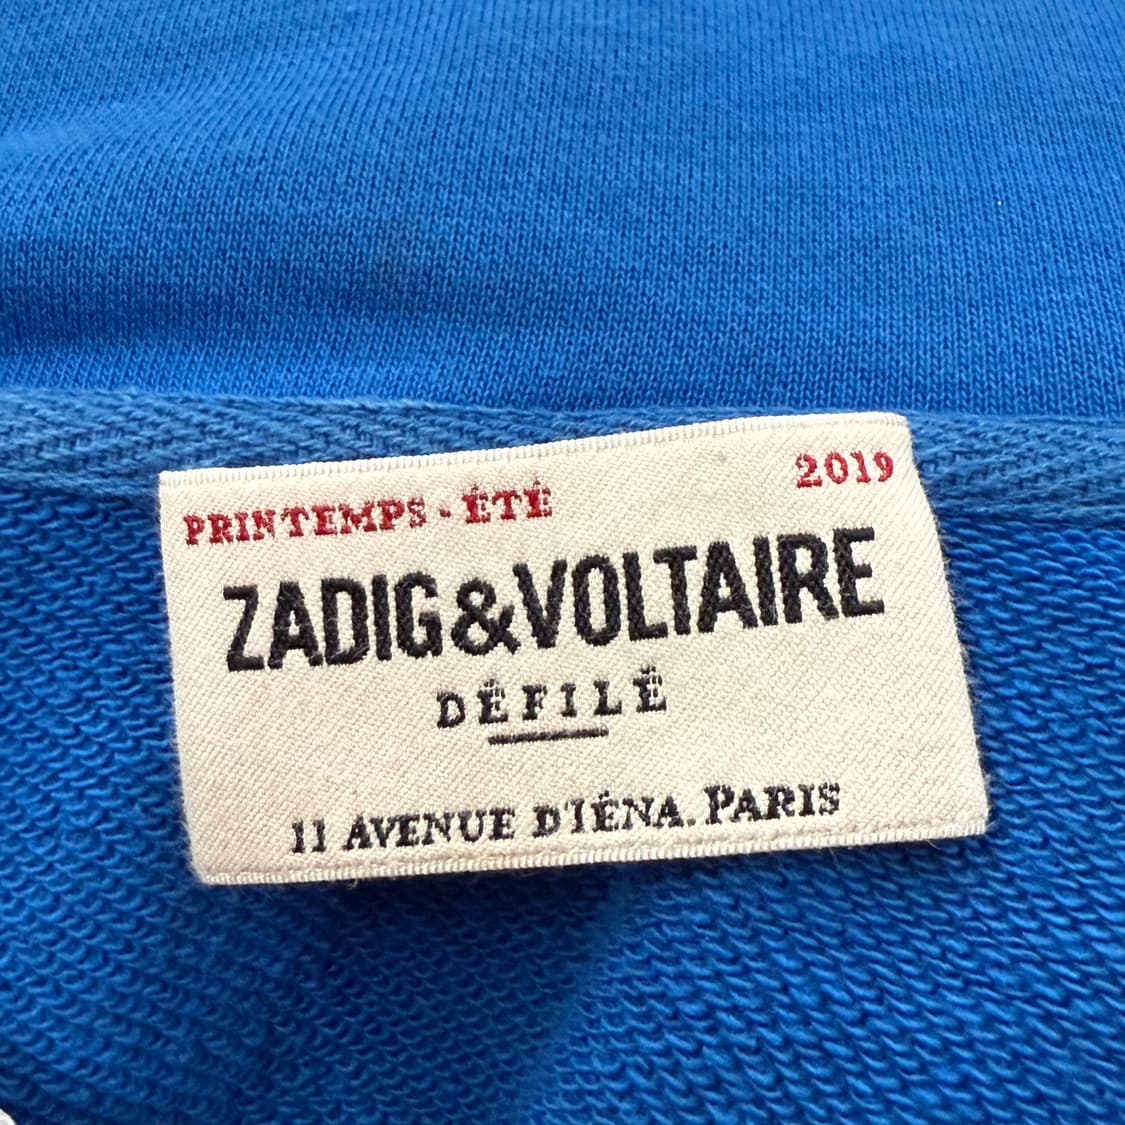 PRINTEMPS - ÉTÉ 2019
ZADIG&VOLTAIRE
DÉFILÉ
11 AVENUE D'IÉNA. PARIS